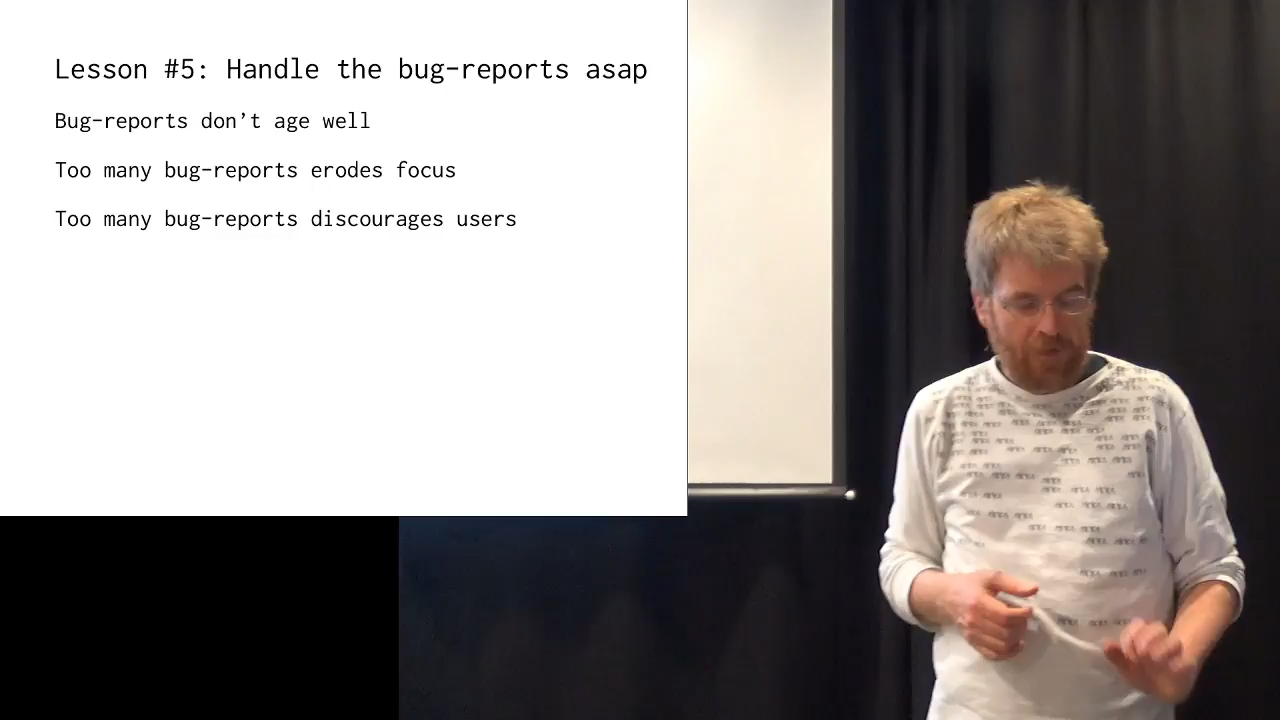 Lesson #5: Handle the bug-reports asap
Bug-reports don’t age well
Too many bug-reports erodes focus
Too many bug-reports discourages users